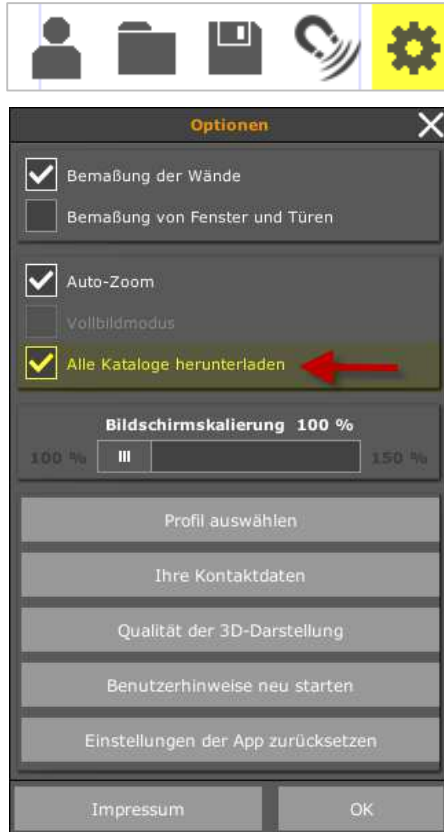 Optionen
Bemaßung der Wände
Bemaßung von Fenster und Türen
Auto-Zoom
Vollbildmodus
Alle Kataloge herunterladen
Bildschirmskalierung 100 %
100 % 150 %
Profil auswählen
Ihre Kontaktdaten
Qualität der 3D-Darstellung
Benutzerhinweise neu starten
Einstellungen der App zurücksetzen
Impressum OK